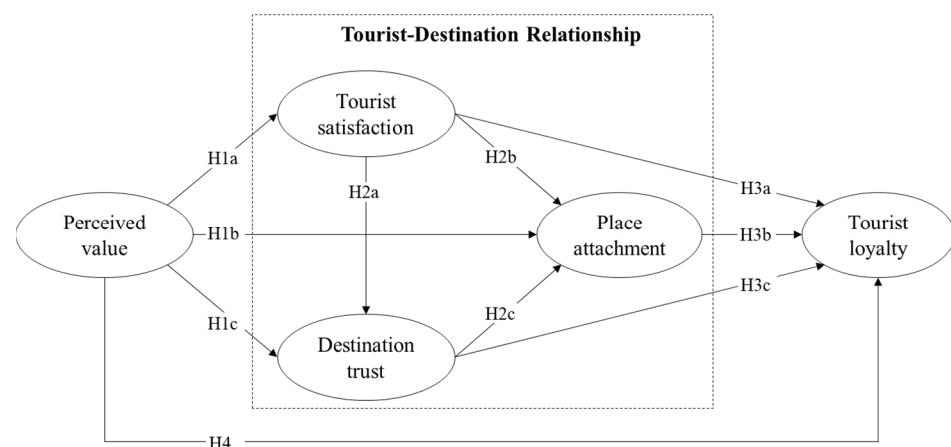 Tourist-Destination Relationship
Tourist
satisfaction
H1a
H2b
H2a
H3a
Perceived
value
H1b
Place
attachment
H3b
Tourist
loyalty
H3c
H1c
H2c
Destination
trust
H4